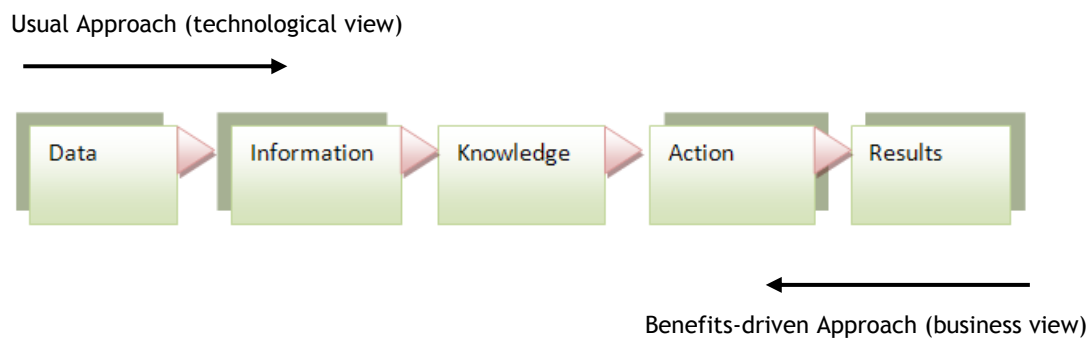 Usual Approach (technological view)
Data
Information
Knowledge
Action
Results
Benefits-driven Approach (business view)